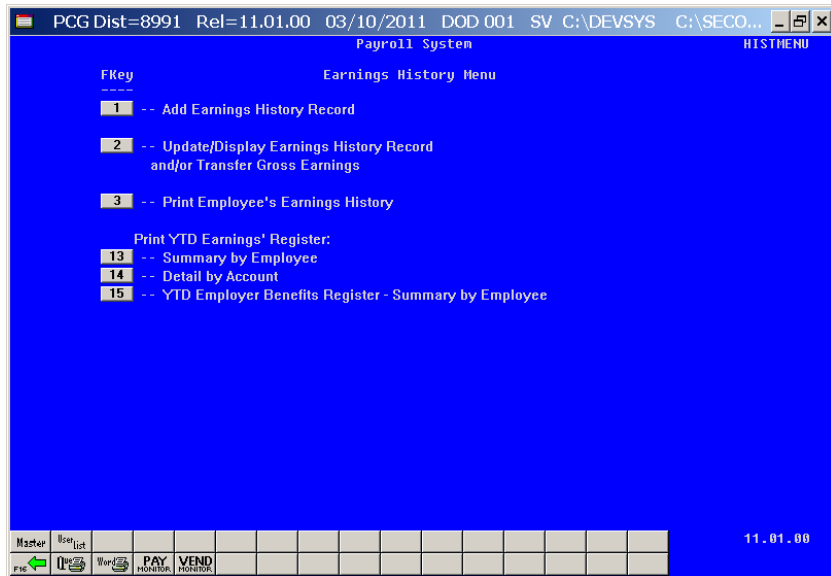 PCG Dist=8991 Rel=11.01.00 03/10/2011 DOD 001 SV C:\DEVSYS C:\SECO...
Payroll System HISTMENU
FKey Earnings History Menu
----
1 -- Add Earnings History Record
2 -- Update/Display Earnings History Record
and/or Transfer Gross Earnings
3 -- Print Employee's Earnings History
Print YTD Earnings' Register:
13 -- Summary by Employee
14 -- Detail by Account
15 -- YTD Employer Benefits Register - Summary by Employee
Master User list 11.01.00
F16 Que Word PAY MONITOR VEND MONITOR